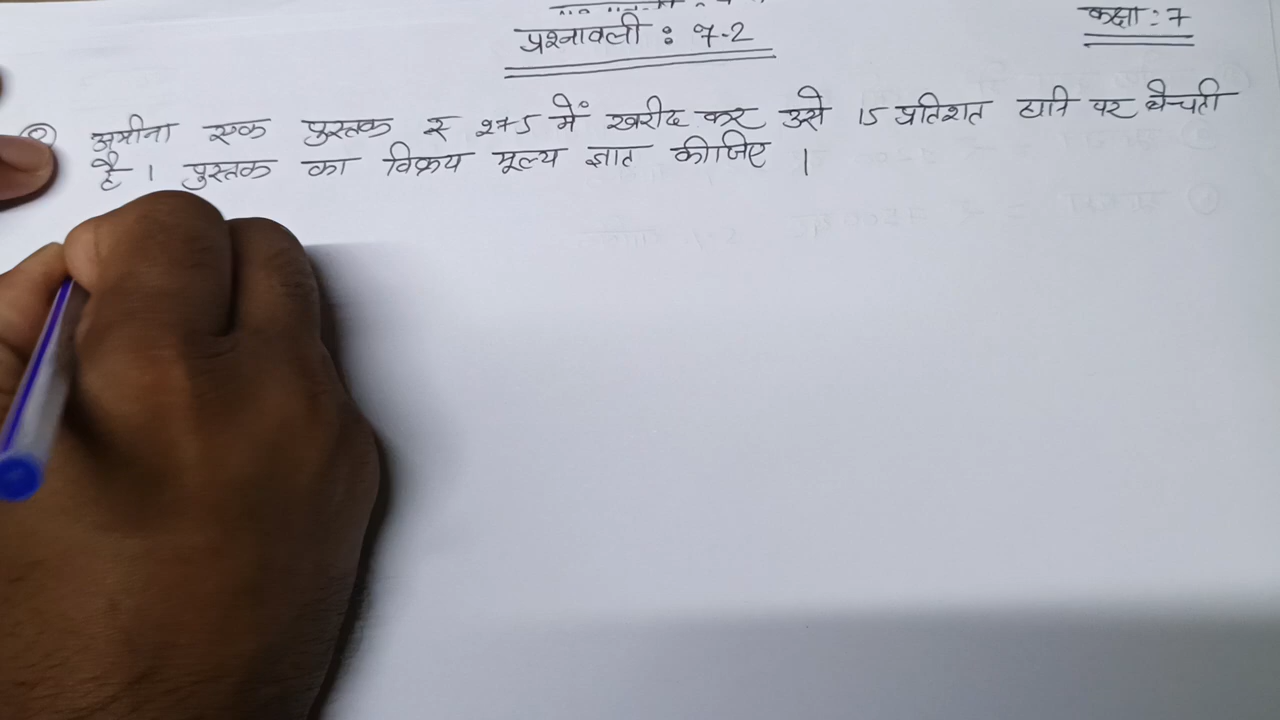 प्रश्नावली : 7.2
कक्षा : 7
अमीना एक पुस्तक रु 275 में खरीद कर उसे 15 प्रतिशत हानि पर बेचती
है । पुस्तक का विक्रय मूल्य ज्ञात कीजिए ।